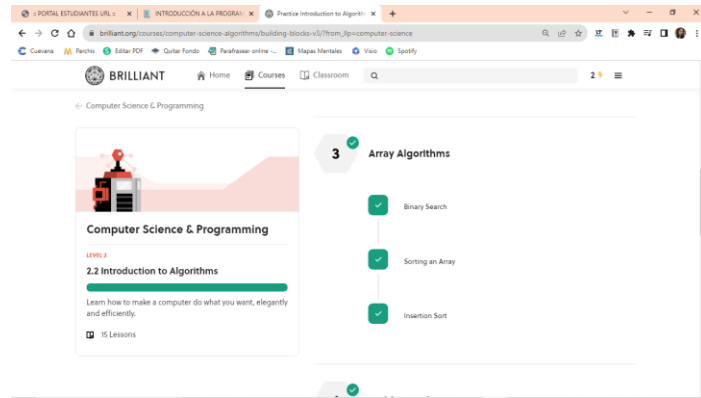 :: PORTAL ESTUDIANTES URL ::
INTRODUCCIÓN A LA PROGRAM
Practice Introduction to Algorith
brilliant.org/courses/computer-science-algorithms/building-blocks-v3/?from_llp=computer-science
Cuevana
Perchis
Editar PDF
Quitar Fondo
Parafrasear online -...
Mapas Mentales
Visio
Spotify
BRILLIANT
Home
Courses
Classroom
2
← Computer Science & Programming
Computer Science & Programming
LEVEL 2
2.2 Introduction to Algorithms
Learn how to make a computer do what you want, elegantly
and efficiently.
15 Lessons
3
Array Algorithms
Binary Search
Sorting an Array
Insertion Sort